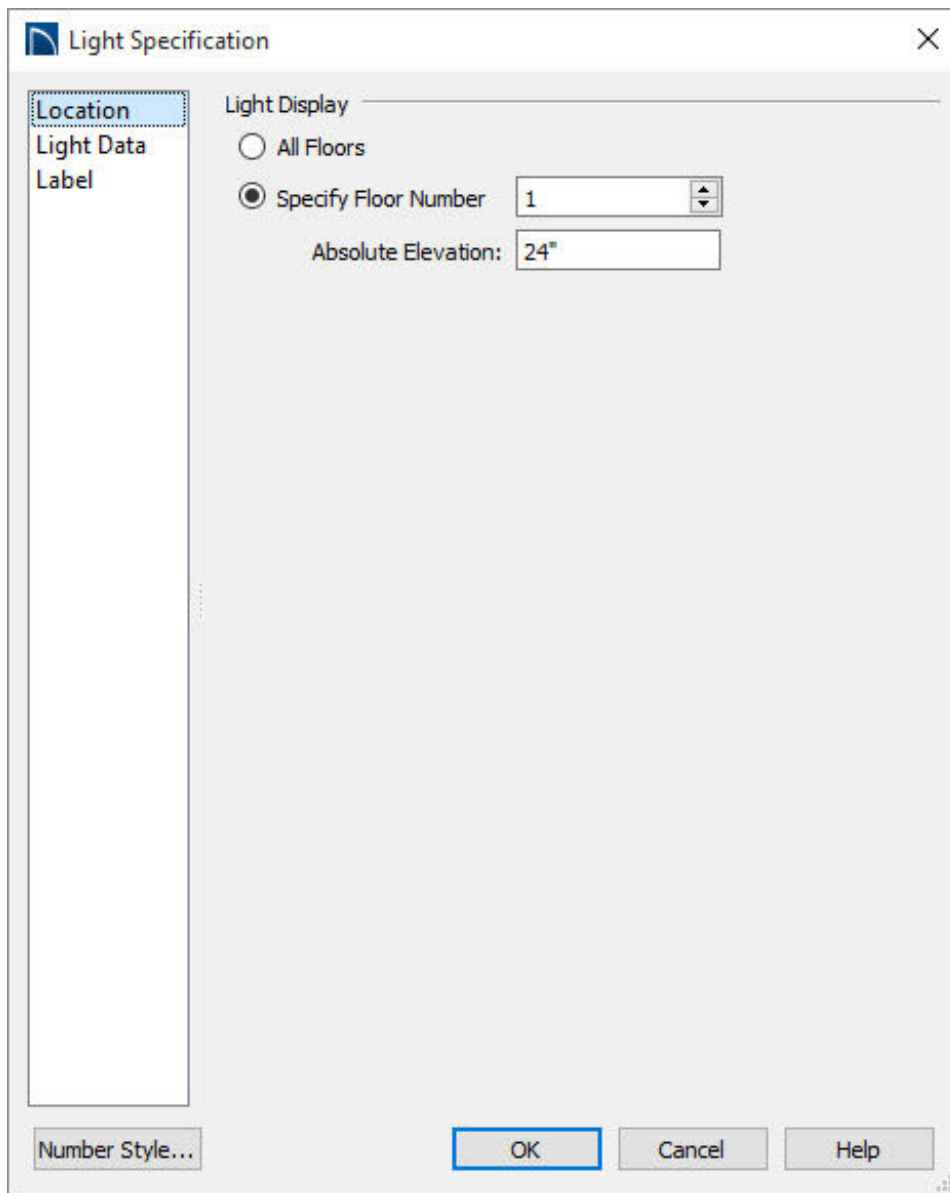 Light Specification
Location
Light Data
Label
Light Display
All Floors
Specify Floor Number 1
Absolute Elevation: 24"
Number Style...
OK
Cancel
Help